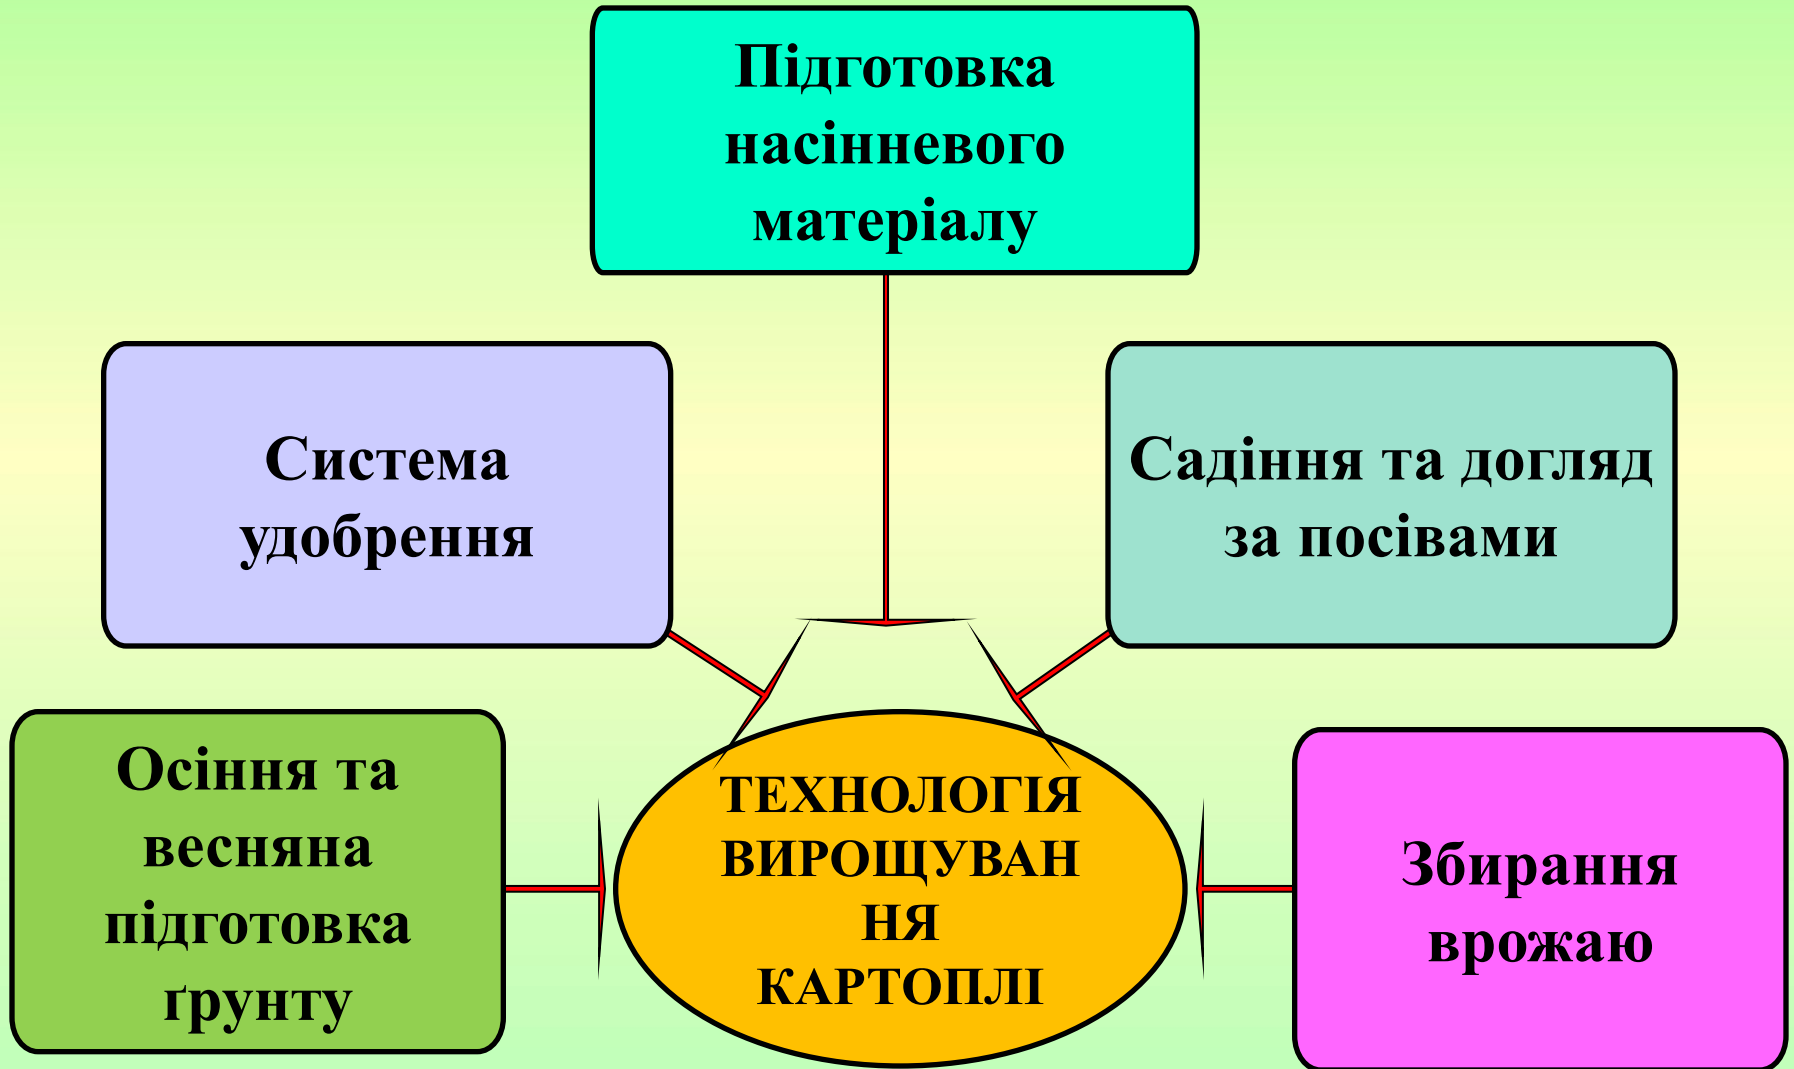 Підготовка
насінневого
матеріалу
Система
удобрення
Садіння та догляд
за посівами
Осіння та
весняна
підготовка
ґрунту
ТЕХНОЛОГІЯ
ВИРОЩУВАН
НЯ
КАРТОПЛІ
Збирання
врожаю